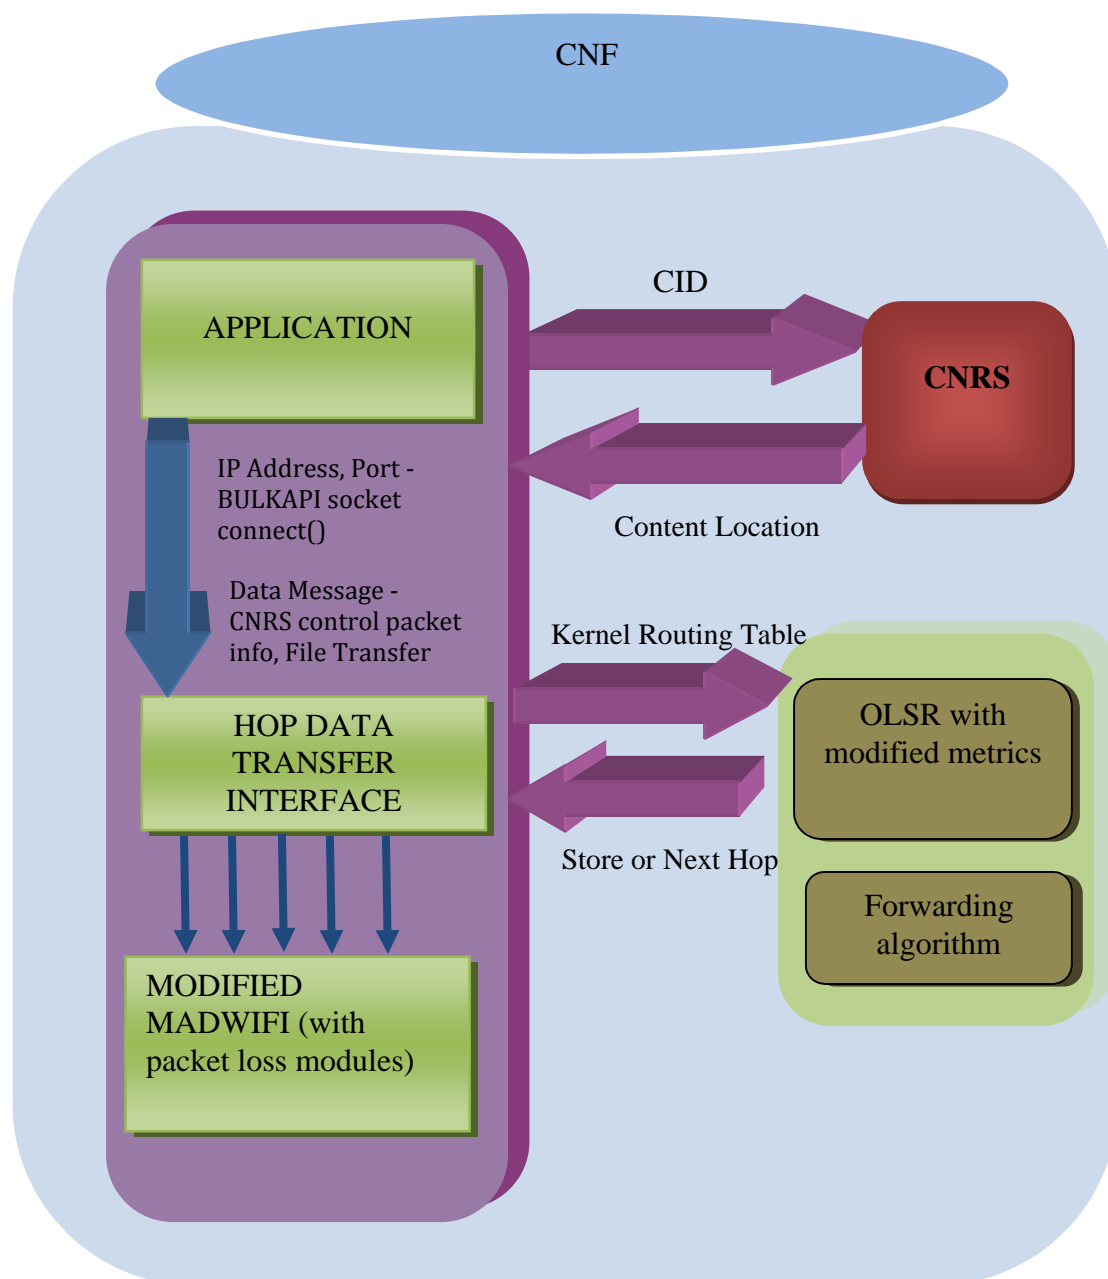 CNF
APPLICATION
CID
CNRS
IP Address, Port -
BULKAPI socket
connect()
Content Location
Data Message -
CNRS control packet
info, File Transfer
Kernel Routing Table
HOP DATA
TRANSFER
INTERFACE
OLSR with
modified metrics
Store or Next Hop
Forwarding
algorithm
MODIFIED
MADWIFI (with
packet loss modules)